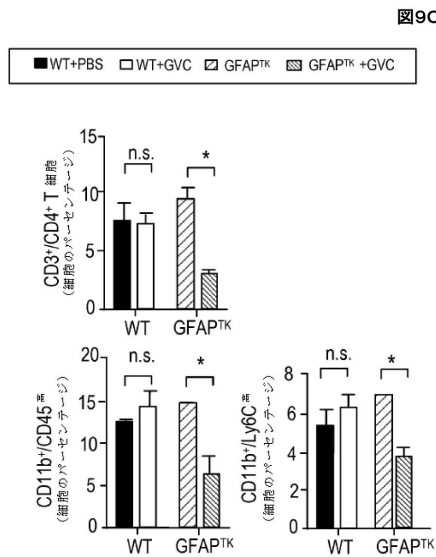 図9C
WT+PBS WT+GVC GFAPTK GFAPTK +GVC
CD3+/CD4+ T 細胞
(細胞のパーセンテージ)
15
10
5
0
n.s.
*
WT GFAPTK
CD11b+/CD45高
(細胞のパーセンテージ)
20
15
10
5
0
n.s.
*
WT GFAPTK
CD11b+/Ly6C高
(細胞のパーセンテージ)
8
6
4
2
0
n.s.
*
WT GFAPTK